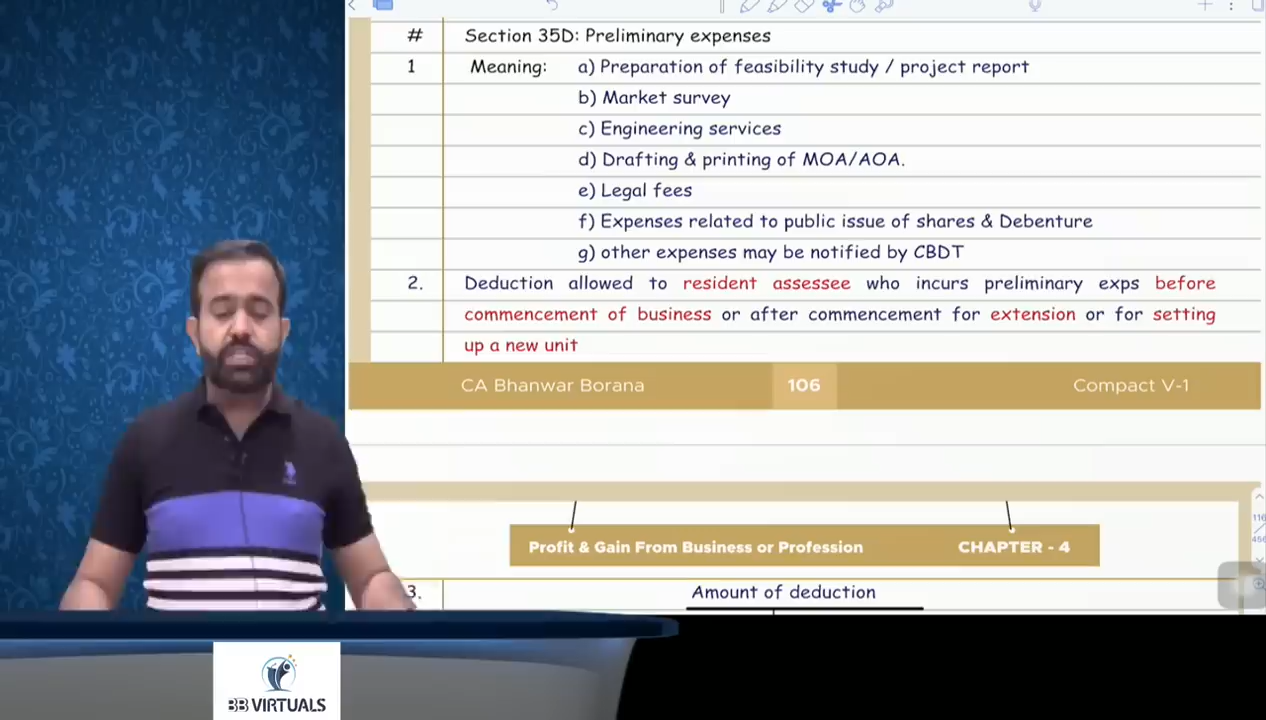 # Section 35D: Preliminary expenses
1 Meaning: a) Preparation of feasibility study / project report
b) Market survey
c) Engineering services
d) Drafting & printing of MOA/AOA.
e) Legal fees
f) Expenses related to public issue of shares & Debenture
g) other expenses may be notified by CBDT
2. Deduction allowed to resident assessee who incurs preliminary exps before
commencement of business or after commencement for extension or for setting
up a new unit
CA Bhanwar Borana 106 Compact V-1
Profit & Gain From Business or Profession CHAPTER - 4
3. Amount of deduction
116
456
BB VIRTUALS